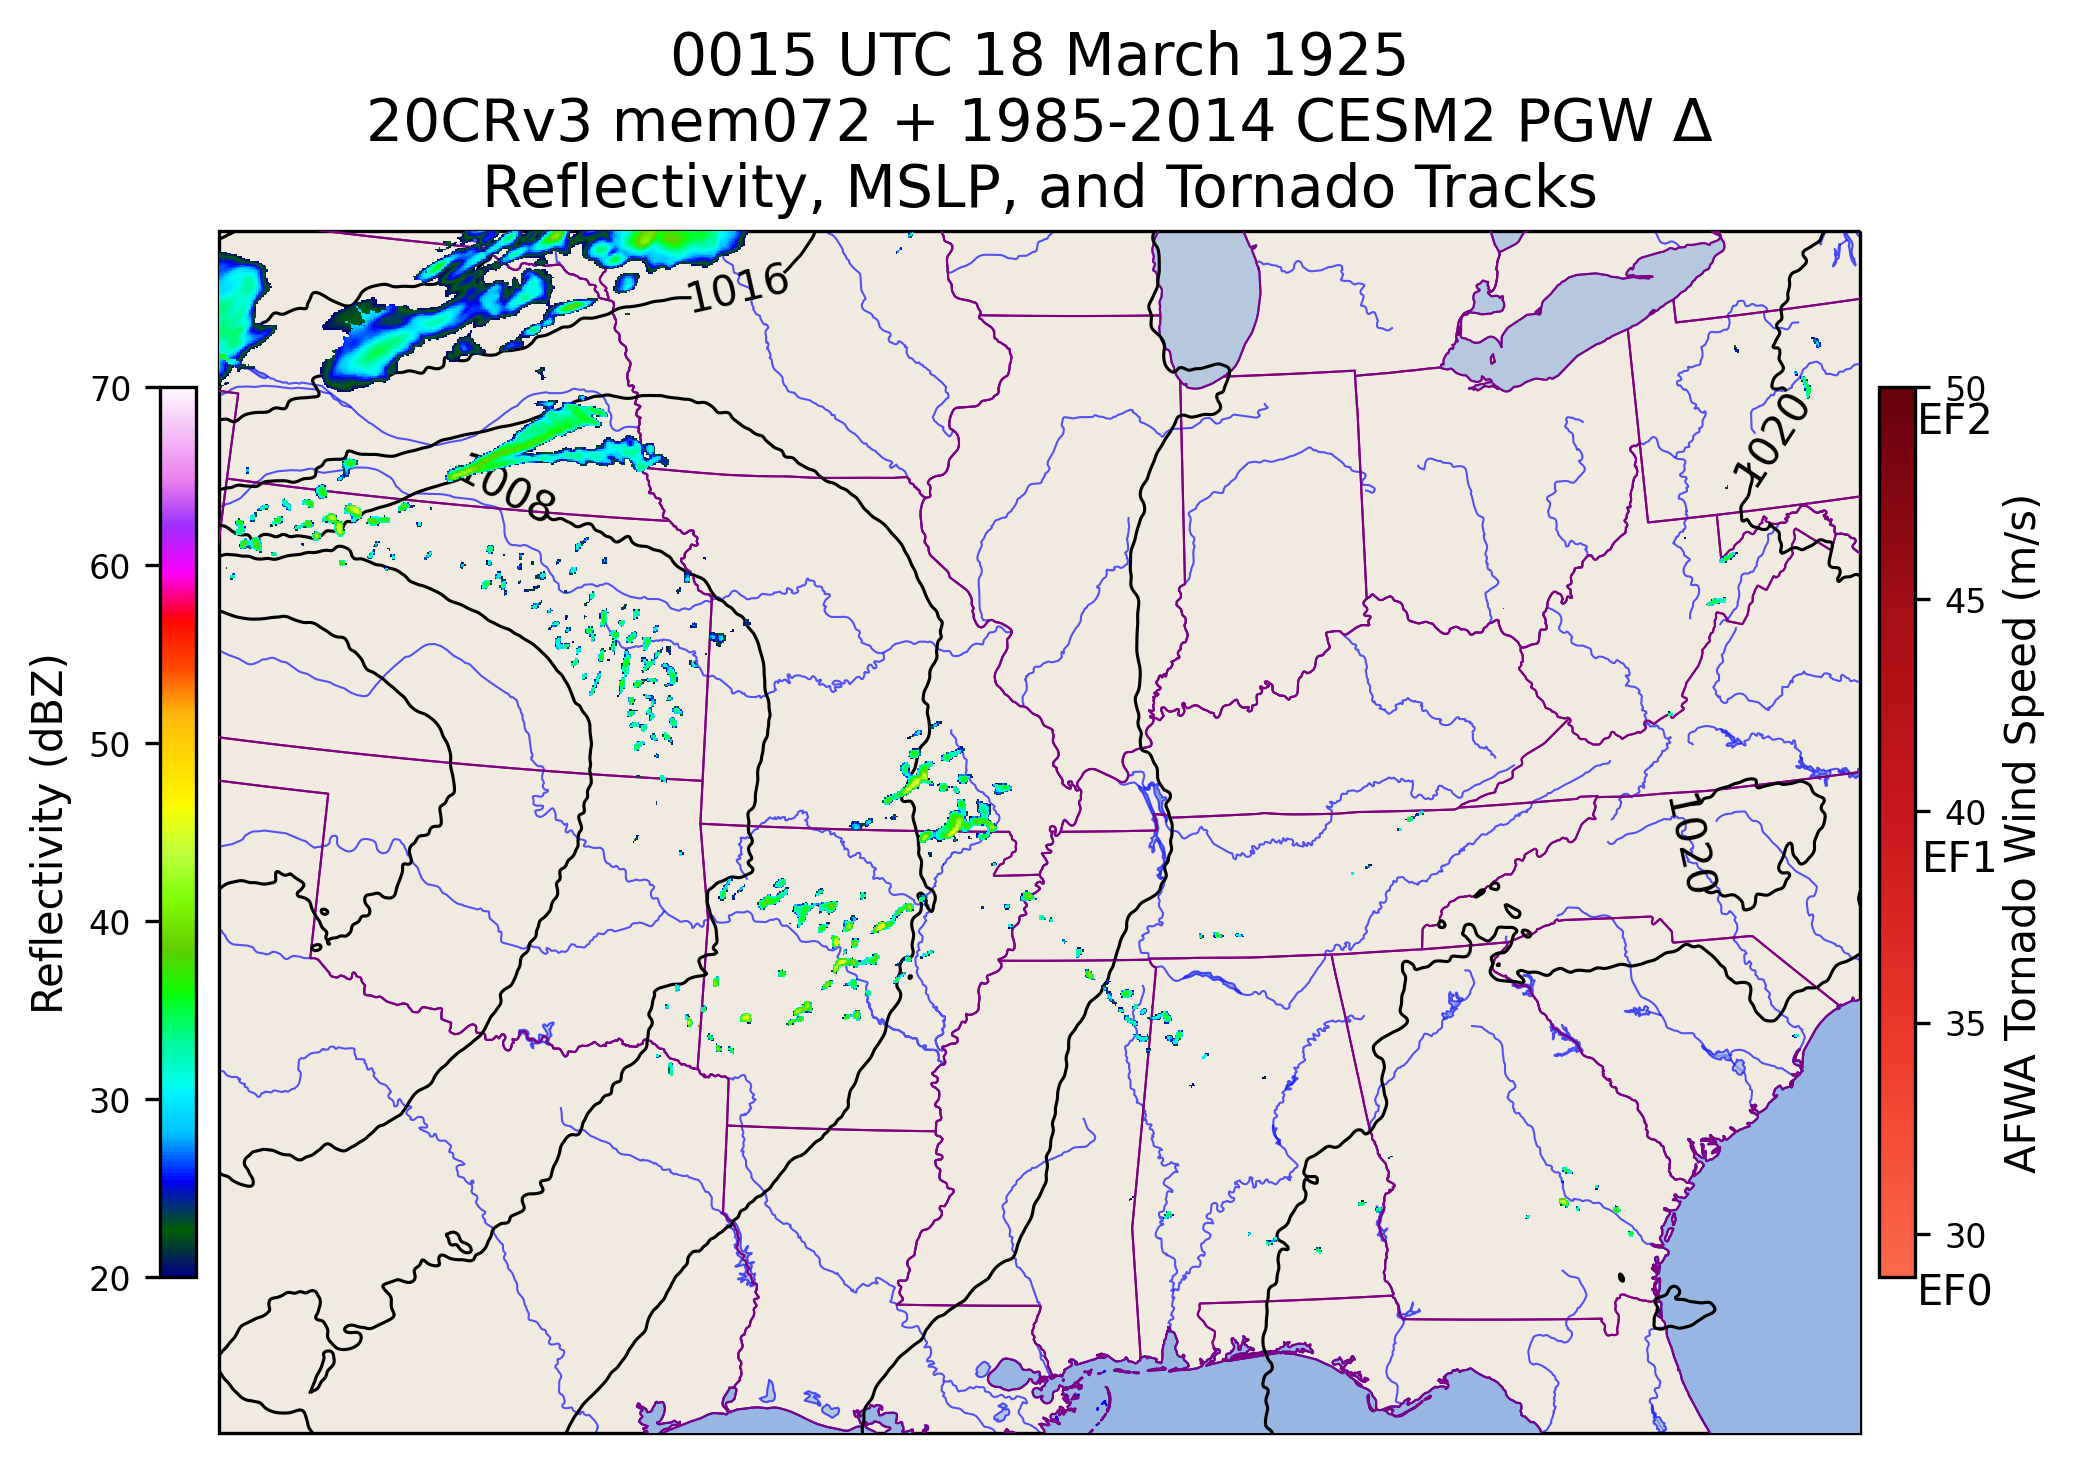 0015 UTC 18 March 1925
20CRv3 mem072 + 1985-2014 CESM2 PGW Δ
Reflectivity, MSLP, and Tornado Tracks
1016
1008
1020
1020
70
60
50
40
30
20
Reflectivity (dBZ)
50
EF2
45
40
EF1
35
30
EF0
AFWA Tornado Wind Speed (m/s)